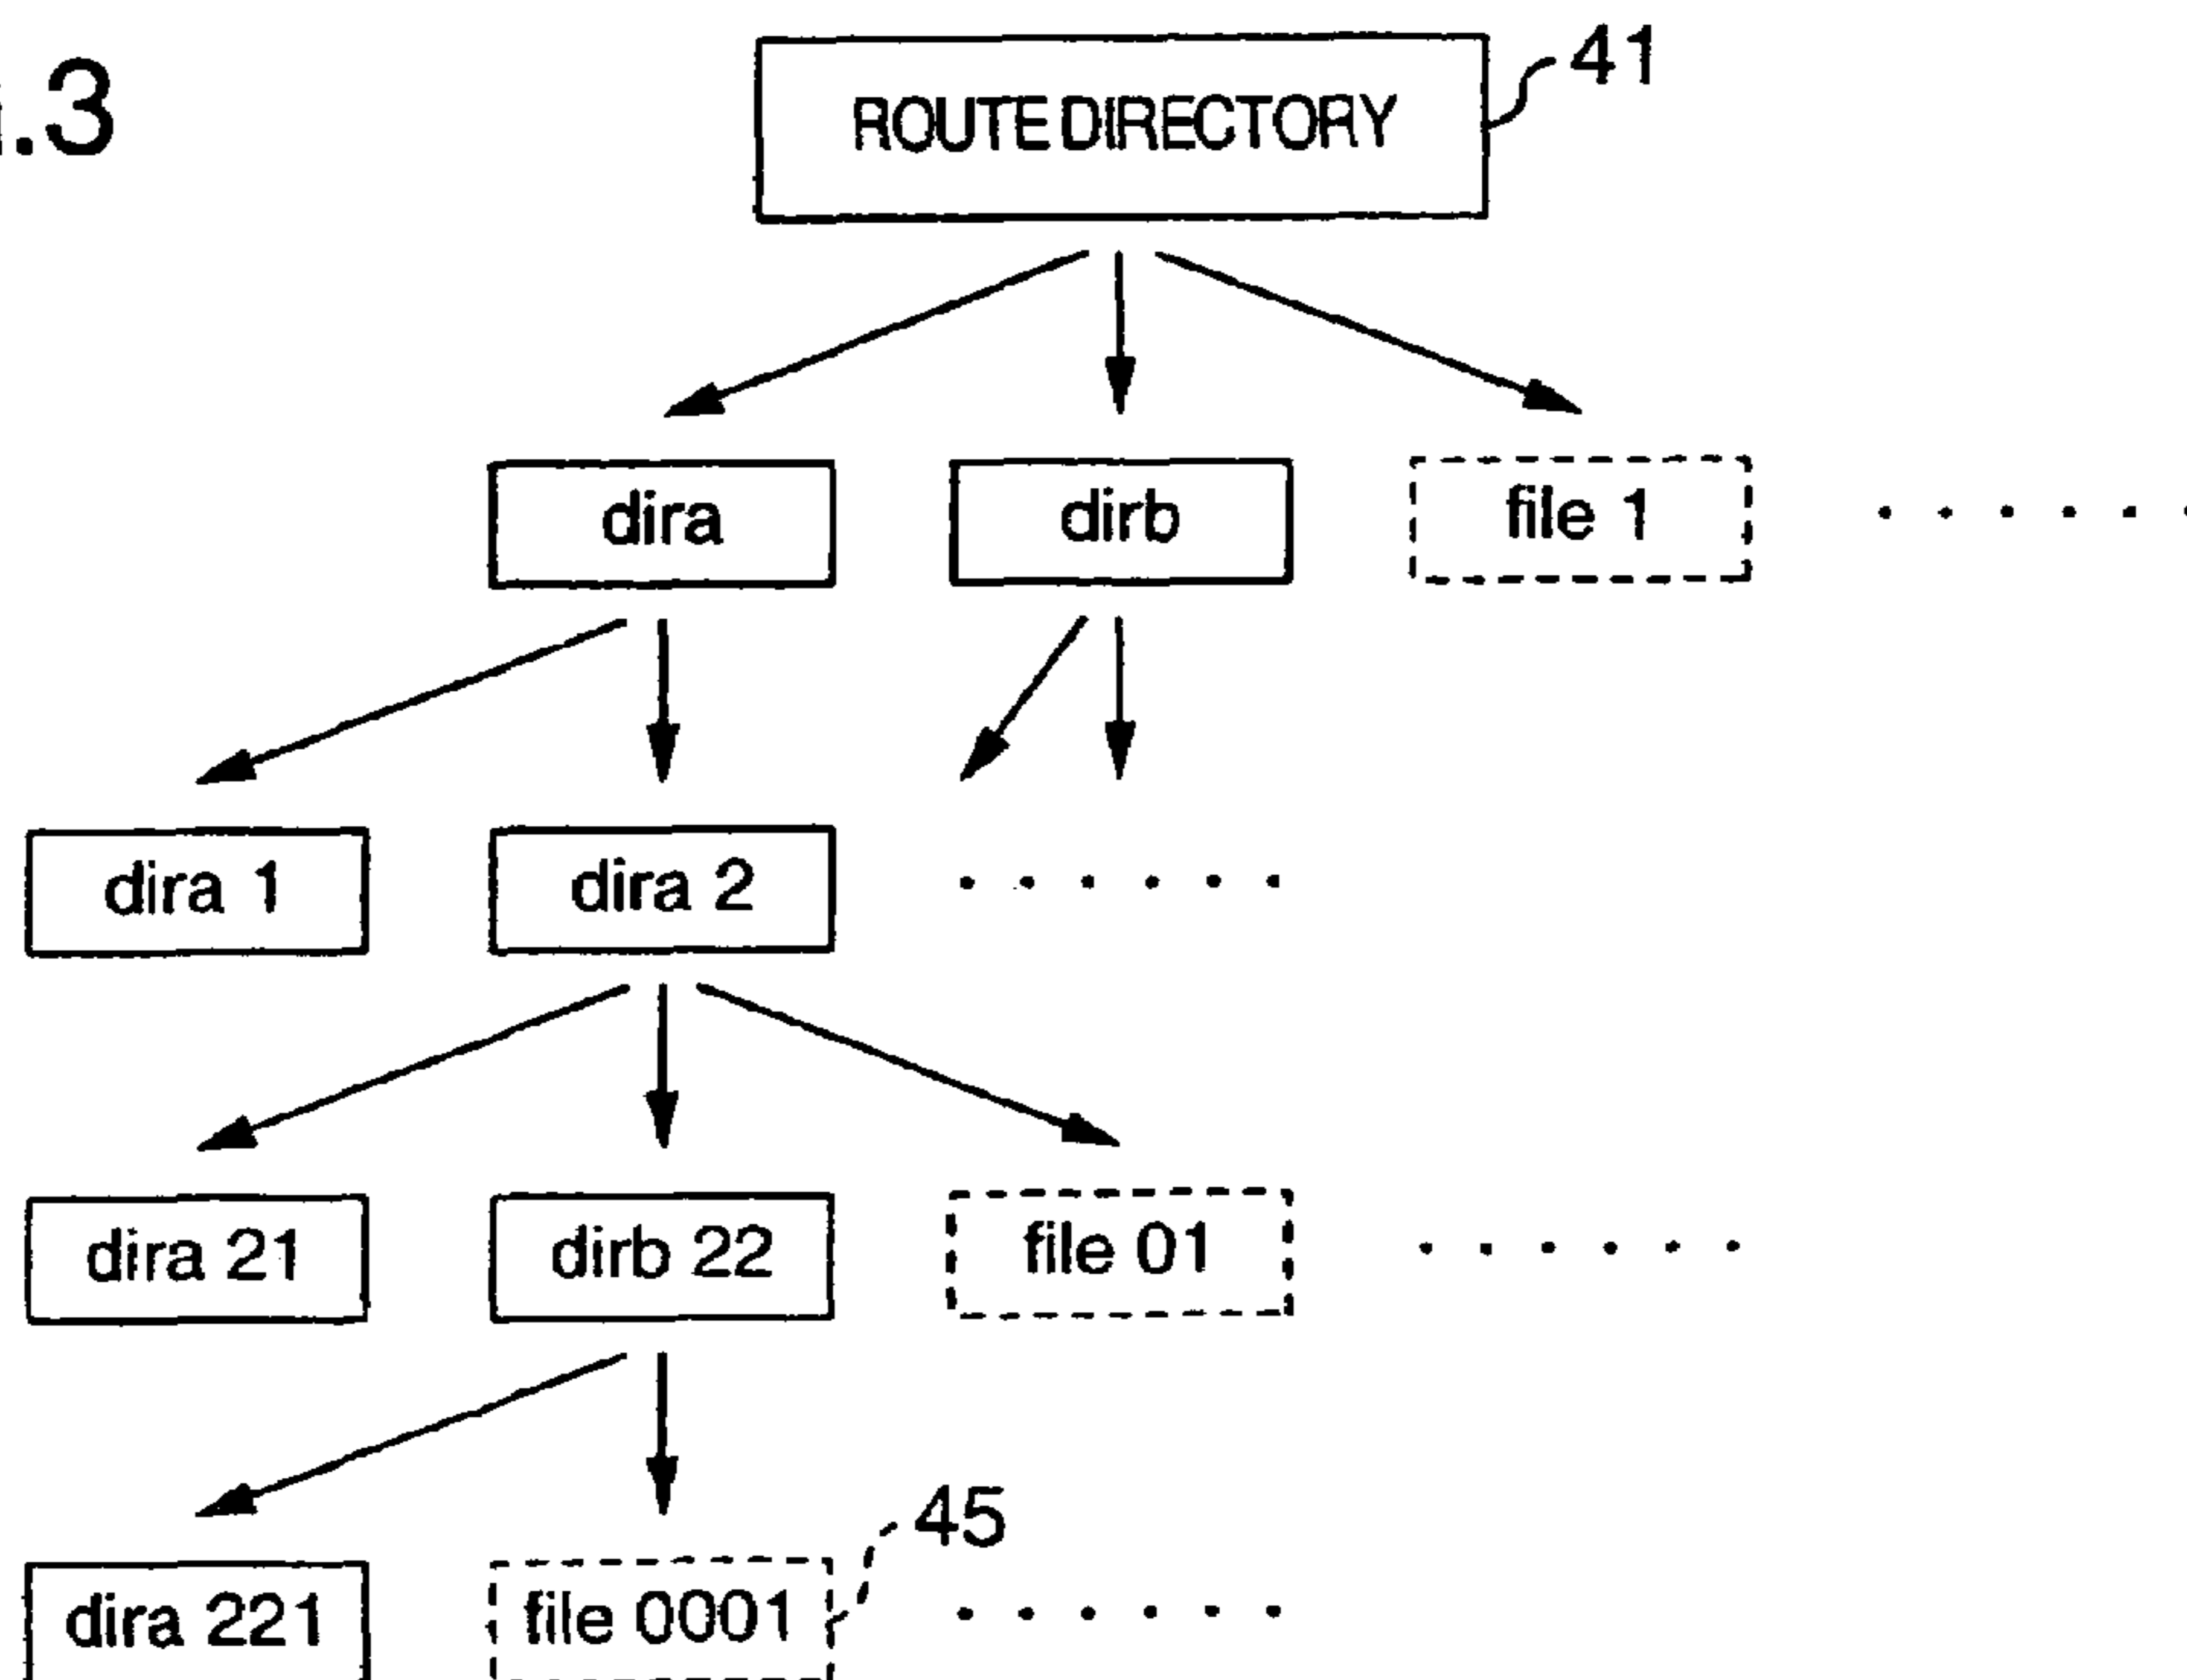 .3
41
ROUTE DIRECTORY
dira
dirb
file 1
dira 1
dira 2
dira 21
dirb 22
file 01
45
dira 221
file 0001